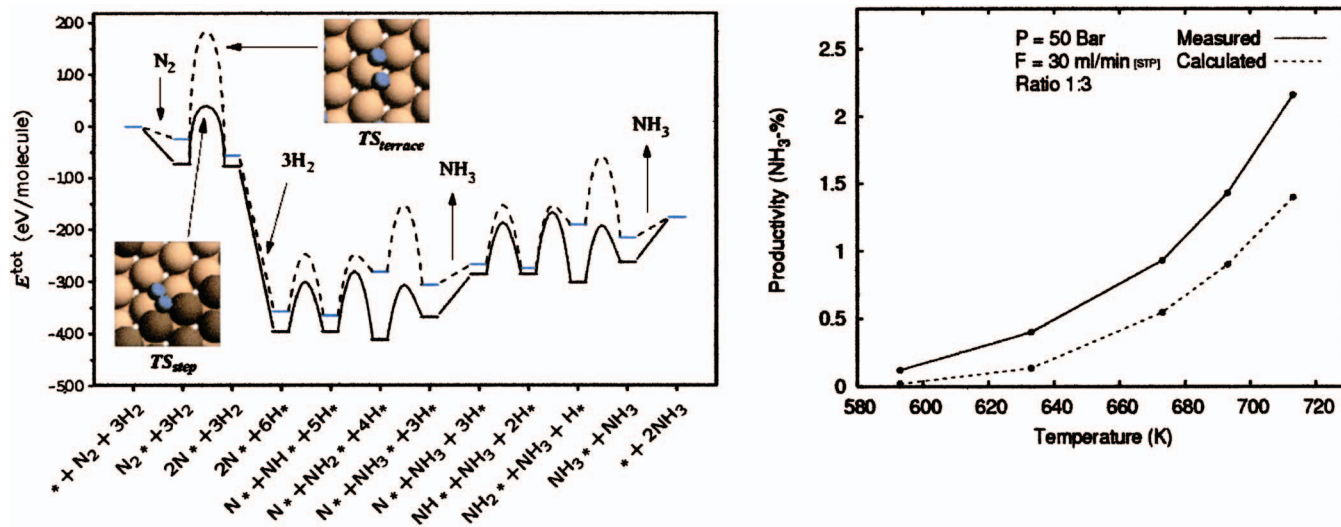 200
100
0
-100
-200
-300
-400
-500
E^tot (eV/molecule)
N₂
3H₂
NH₃
NH₃
TS_terrace
TS_step
* + N₂ + 3H₂
N₂* + 3H₂
2N* + 3H₂
2N* + 6H*
N* + NH* + 5H*
N* + NH₂* + 4H*
N* + NH₃* + 3H*
N* + NH₃ + 3H*
NH* + NH₃ + 2H*
NH₂* + NH₃ + H*
NH₃* + NH₃
* + 2NH₃
Productivity (NH₃-%)
2.5
2
1.5
1
0.5
0
P = 50 Bar
F = 30 ml/min [STP]
Ratio 1:3
Measured
Calculated
580 600 620 640 660 680 700 720
Temperature (K)